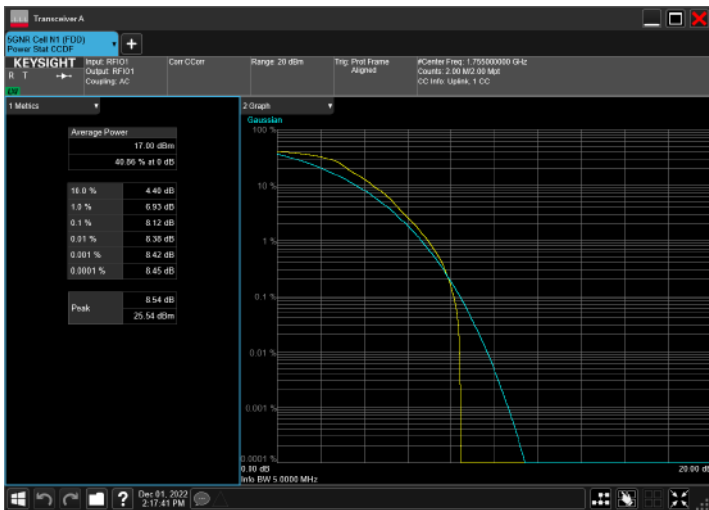 Transceiver A
5GNR Cell N1 (FDD)
Power Stat CCDF
KEYSIGHT
R T
Input: RFIO1
Output: RFIO1
Coupling: AC
Corr CCorr
Range: 20 dBm
Trig: Prot Frame
Aligned
#Center Freq: 1.755000000 GHz
Counts: 2.00 M/2.00 Mpt
CC Info: Uplink, 1 CC
1 Metrics
Average Power
17.00 dBm
40.86 % at 0 dB
10.0 % 4.40 dB
1.0 % 6.93 dB
0.1 % 8.12 dB
0.01 % 8.38 dB
0.001 % 8.42 dB
0.0001 % 8.45 dB
Peak
8.54 dB
25.54 dBm
2 Graph
Gaussian
100 %
10 %
1 %
0.1 %
0.01 %
0.001 %
0.0001 %
0.00 dB
20.00 dB
Info BW 5.0000 MHz
?
Dec 01, 2022
2:17:41 PM